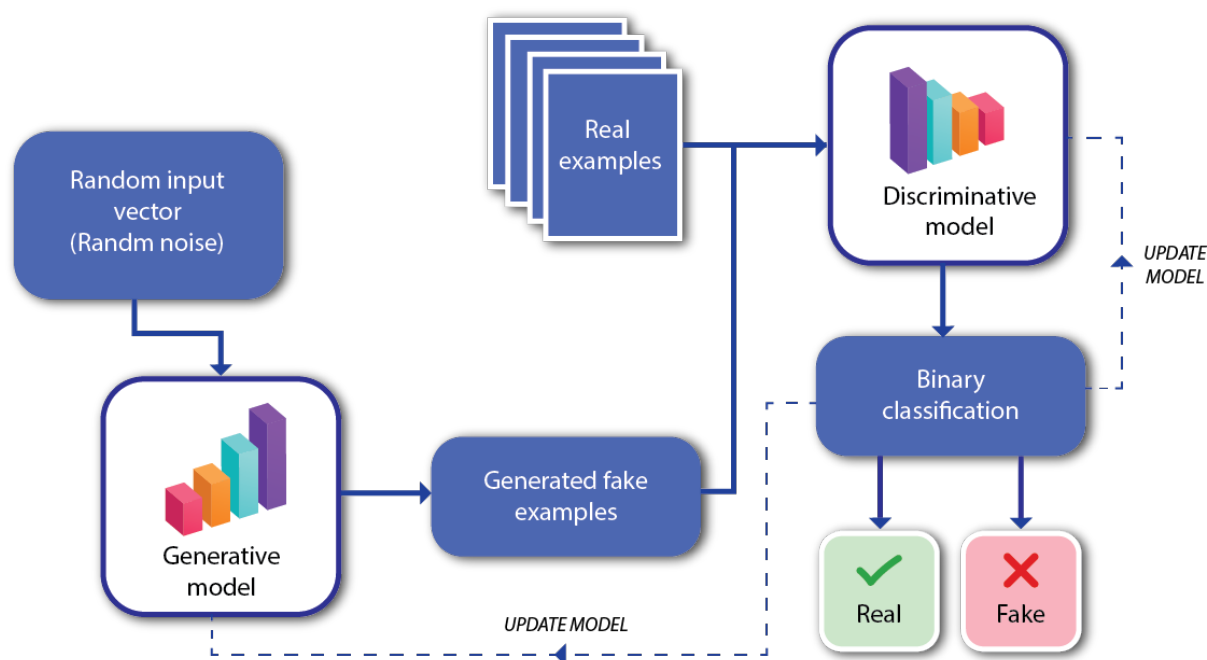 Random input
vector
(Randm noise)
Real
examples
Discriminative
model
UPDATE
MODEL
Binary
classification
Generative
model
Generated fake
examples
Real
Fake
UPDATE MODEL